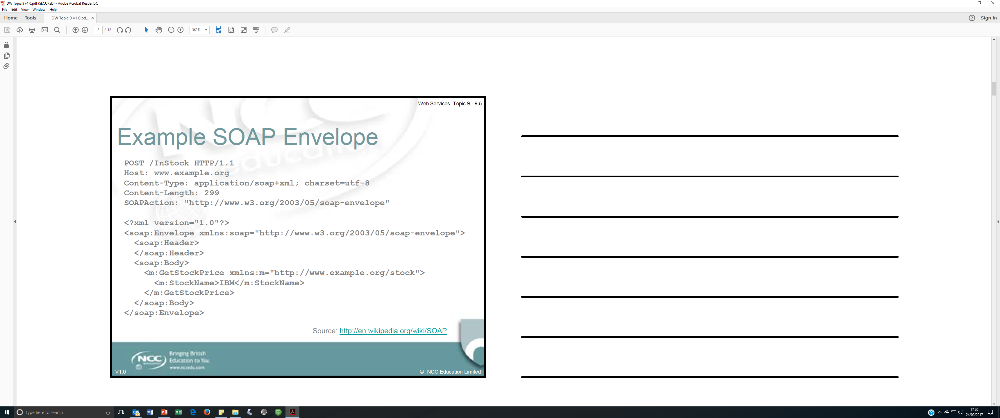 DW Topic 9 v1.0.pdf (SECURED) - Adobe Acrobat Reader DC
File Edit View Window Help
Home Tools DW Topic 9 v1.0.pd... × Sign In
2 / 12 369%
Web Services Topic 9 - 9.5
Example SOAP Envelope
POST /InStock HTTP/1.1
Host: www.example.org
Content-Type: application/soap+xml; charset=utf-8
Content-Length: 299
SOAPAction: "http://www.w3.org/2003/05/soap-envelope"
<?xml version="1.0"?>
<soap:Envelope xmlns:soap="http://www.w3.org/2003/05/soap-envelope">
<soap:Header>
</soap:Header>
<soap:Body>
<m:GetStockPrice xmlns:m="http://www.example.org/stock">
<m:StockName>IBM</m:StockName>
</m:GetStockPrice>
</soap:Body>
</soap:Envelope>
Source: http://en.wikipedia.org/wiki/SOAP
NCC education
Bringing British
Education to You
www.nccedu.com
V1.0 © NCC Education Limited
Type here to search
17:20
24/09/2017